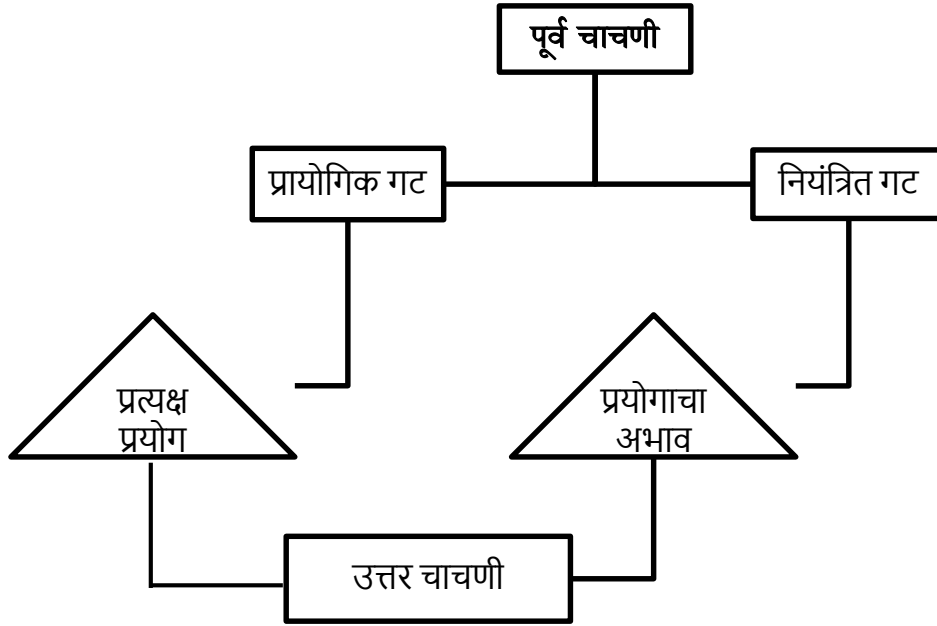 पूर्व चाचणी
प्रायोगिक गट
नियंत्रित गट
प्रत्यक्ष
प्रयोग
प्रयोगाचा
अभाव
उत्तर चाचणी